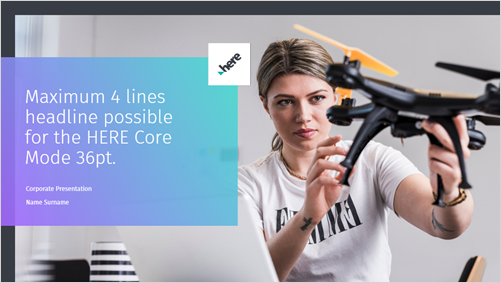 here
Maximum 4 lines
headline possible
for the HERE Core
Mode 36pt.
Corporate Presentation
Name Surname